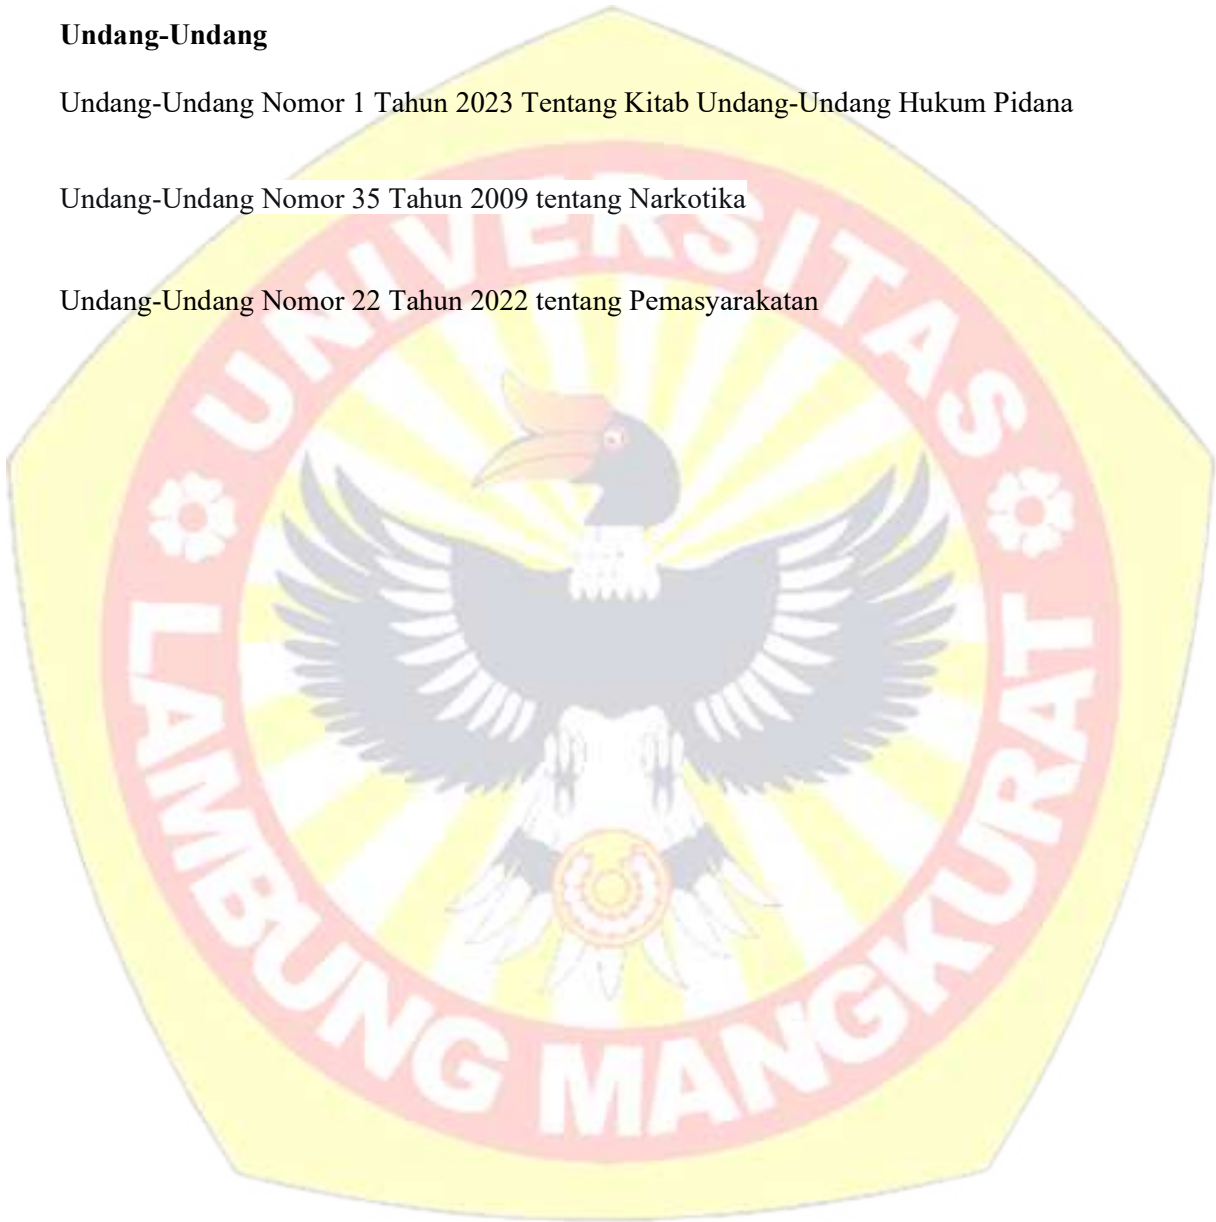 Undang-Undang
Undang-Undang Nomor 1 Tahun 2023 Tentang Kitab Undang-Undang Hukum Pidana
Undang-Undang Nomor 35 Tahun 2009 tentang Narkotika
Undang-Undang Nomor 22 Tahun 2022 tentang Pemasyarakatan
UNIVERSITAS
LAMBUNG MANGKURAT